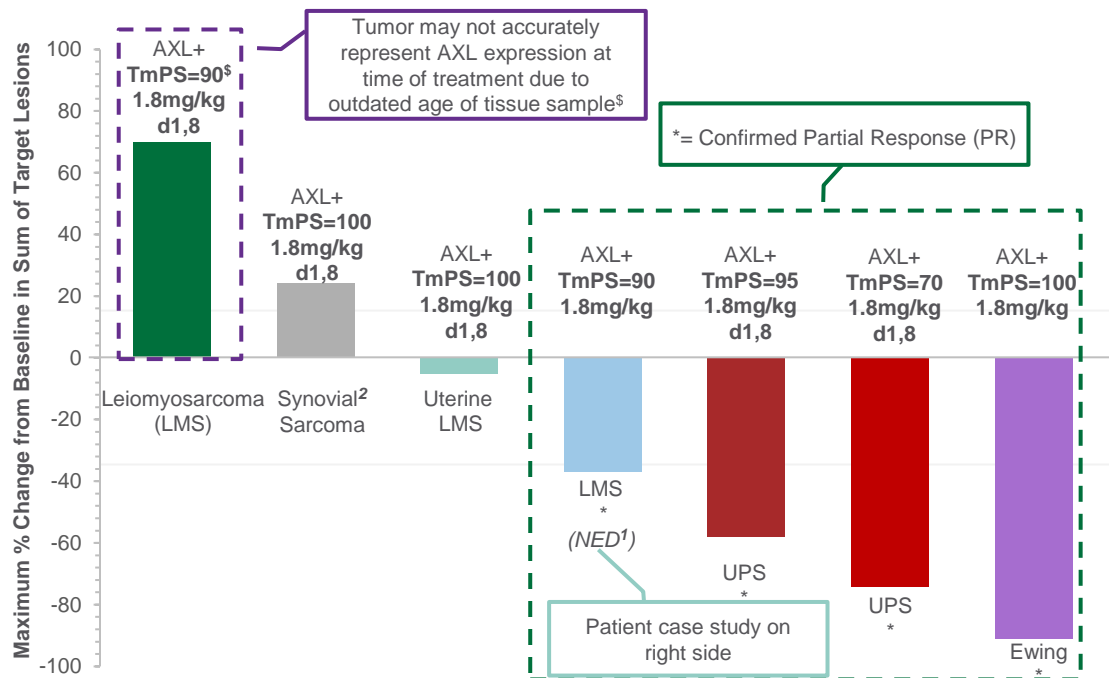 Maximum % Change from Baseline in Sum of Target Lesions
100
80
60
40
20
0
-20
-40
-60
-80
-100
AXL+
TmPS=90$
1.8mg/kg
d1,8
Tumor may not accurately
represent AXL expression at
time of treatment due to
outdated age of tissue sample$
*= Confirmed Partial Response (PR)
AXL+
TmPS=100
1.8mg/kg
d1,8
AXL+
TmPS=100
1.8mg/kg
d1,8
AXL+
TmPS=90
1.8mg/kg
AXL+
TmPS=95
1.8mg/kg
d1,8
AXL+
TmPS=70
1.8mg/kg
d1,8
AXL+
TmPS=100
1.8mg/kg
Leiomyosarcoma
(LMS)
Synovial2
Sarcoma
Uterine
LMS
LMS
*
(NED1)
UPS
*
UPS
*
Ewing
*
Patient case study on
right side